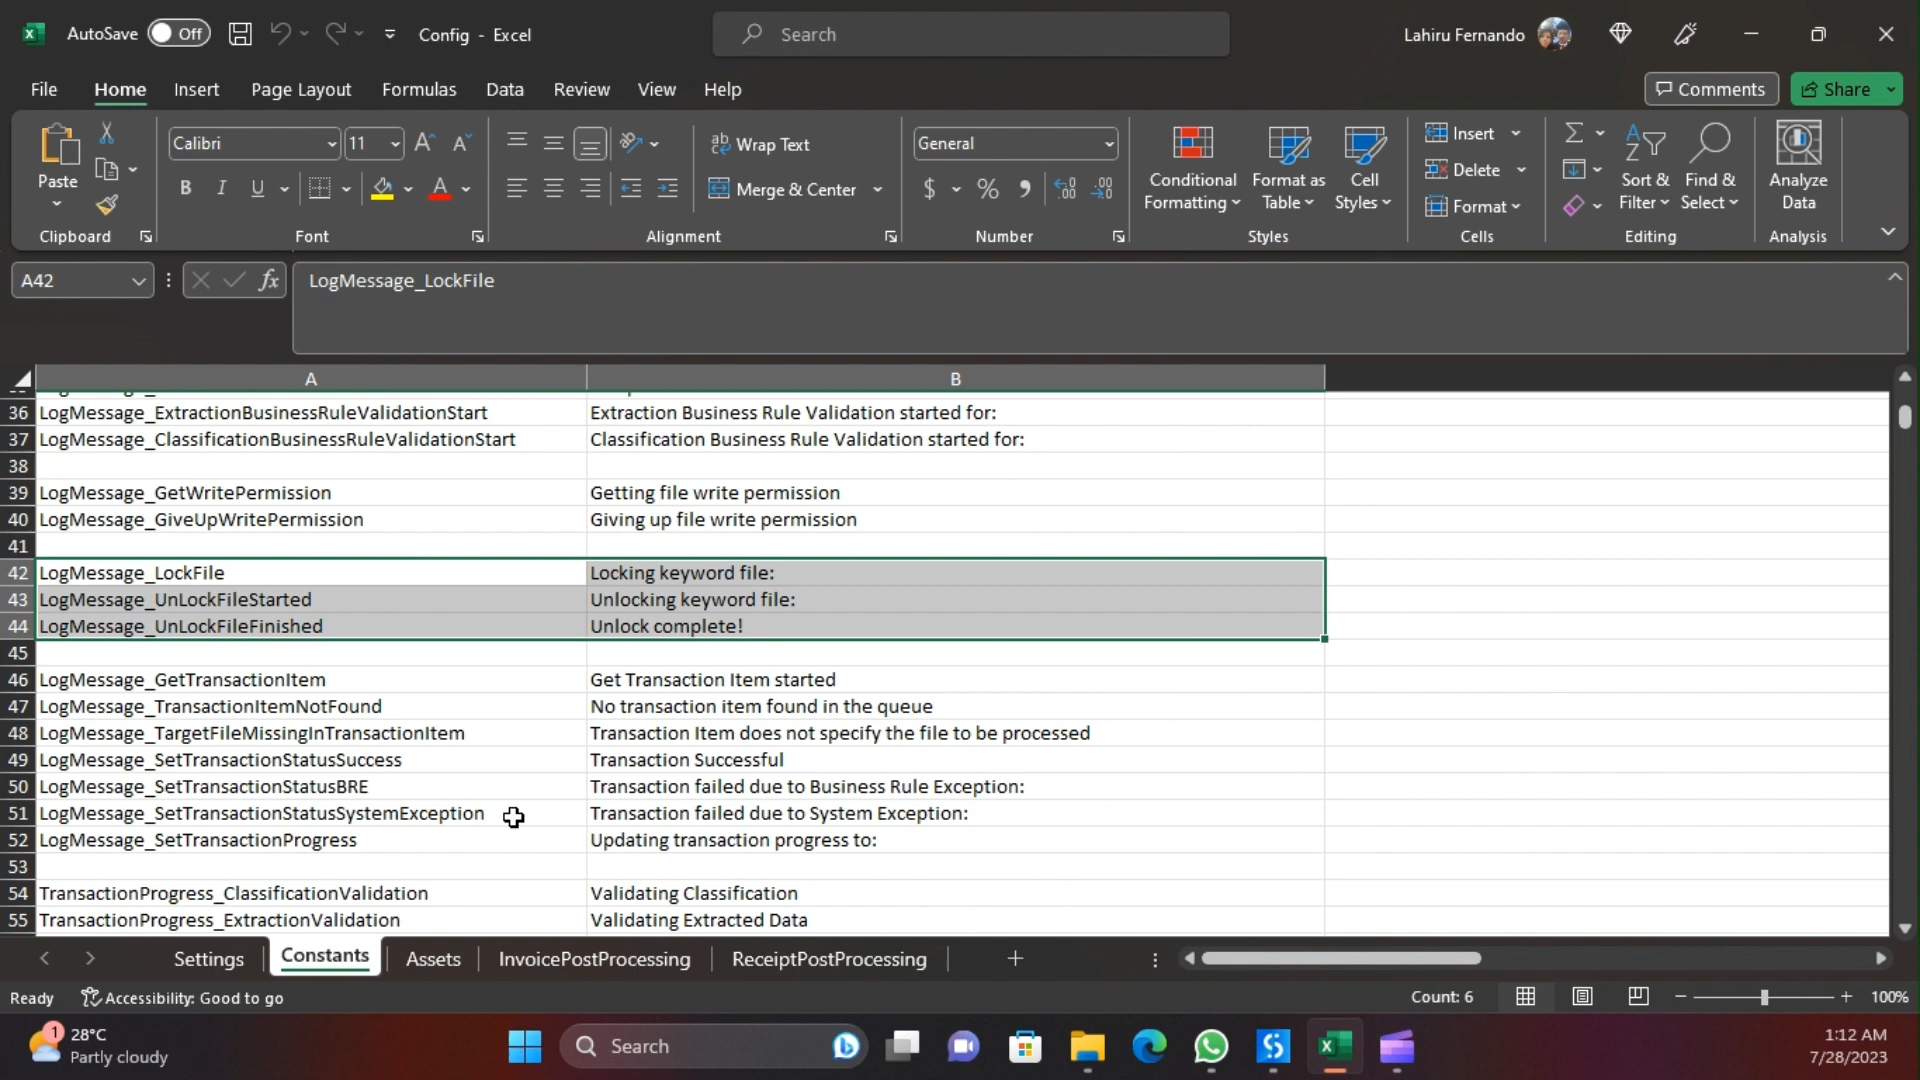 AutoSave Off Config - Excel Search Lahiru Fernando
File Home Insert Page Layout Formulas Data Review View Help Comments Share
Paste Calibri 11 Wrap Text General Conditional Formatting Format as Table Cell Styles Insert Sort & Filter Find & Select Analyze Data
B I U Merge & Center $ % Delete
Format
Clipboard Font Alignment Number Styles Cells Editing Analysis
A42 fx LogMessage_LockFile
A B
36 LogMessage_ExtractionBusinessRuleValidationStart Extraction Business Rule Validation started for:
37 LogMessage_ClassificationBusinessRuleValidationStart Classification Business Rule Validation started for:
38
39 LogMessage_GetWritePermission Getting file write permission
40 LogMessage_GiveUpWritePermission Giving up file write permission
41
42 LogMessage_LockFile Locking keyword file:
43 LogMessage_UnLockFileStarted Unlocking keyword file:
44 LogMessage_UnLockFileFinished Unlock complete!
45
46 LogMessage_GetTransactionItem Get Transaction Item started
47 LogMessage_TransactionItemNotFound No transaction item found in the queue
48 LogMessage_TargetFileMissingInTransactionItem Transaction Item does not specify the file to be processed
49 LogMessage_SetTransactionStatusSuccess Transaction Successful
50 LogMessage_SetTransactionStatusBRE Transaction failed due to Business Rule Exception:
51 LogMessage_SetTransactionStatusSystemException Transaction failed due to System Exception:
52 LogMessage_SetTransactionProgress Updating transaction progress to:
53
54 TransactionProgress_ClassificationValidation Validating Classification
55 TransactionProgress_ExtractionValidation Validating Extracted Data
Settings Constants Assets InvoicePostProcessing ReceiptPostProcessing
Ready Accessibility: Good to go Count: 6 100%
1 28°C Search 1:12 AM
Partly cloudy 7/28/2023